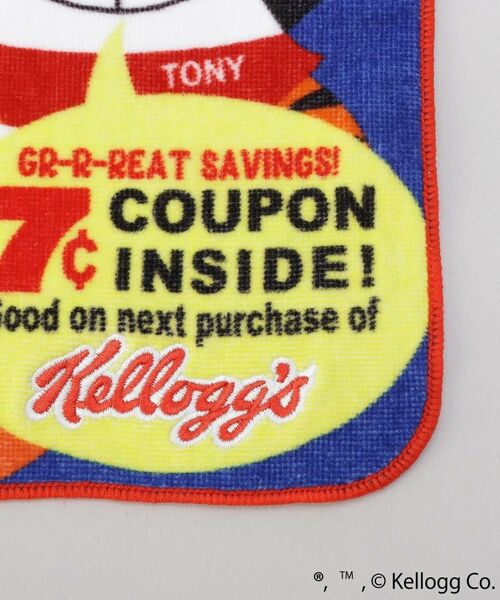 TONY
GR-R-REAT SAVINGS!
7¢ COUPON
INSIDE!
Good on next purchase of
Kellogg's
®, ™, © Kellogg Co.